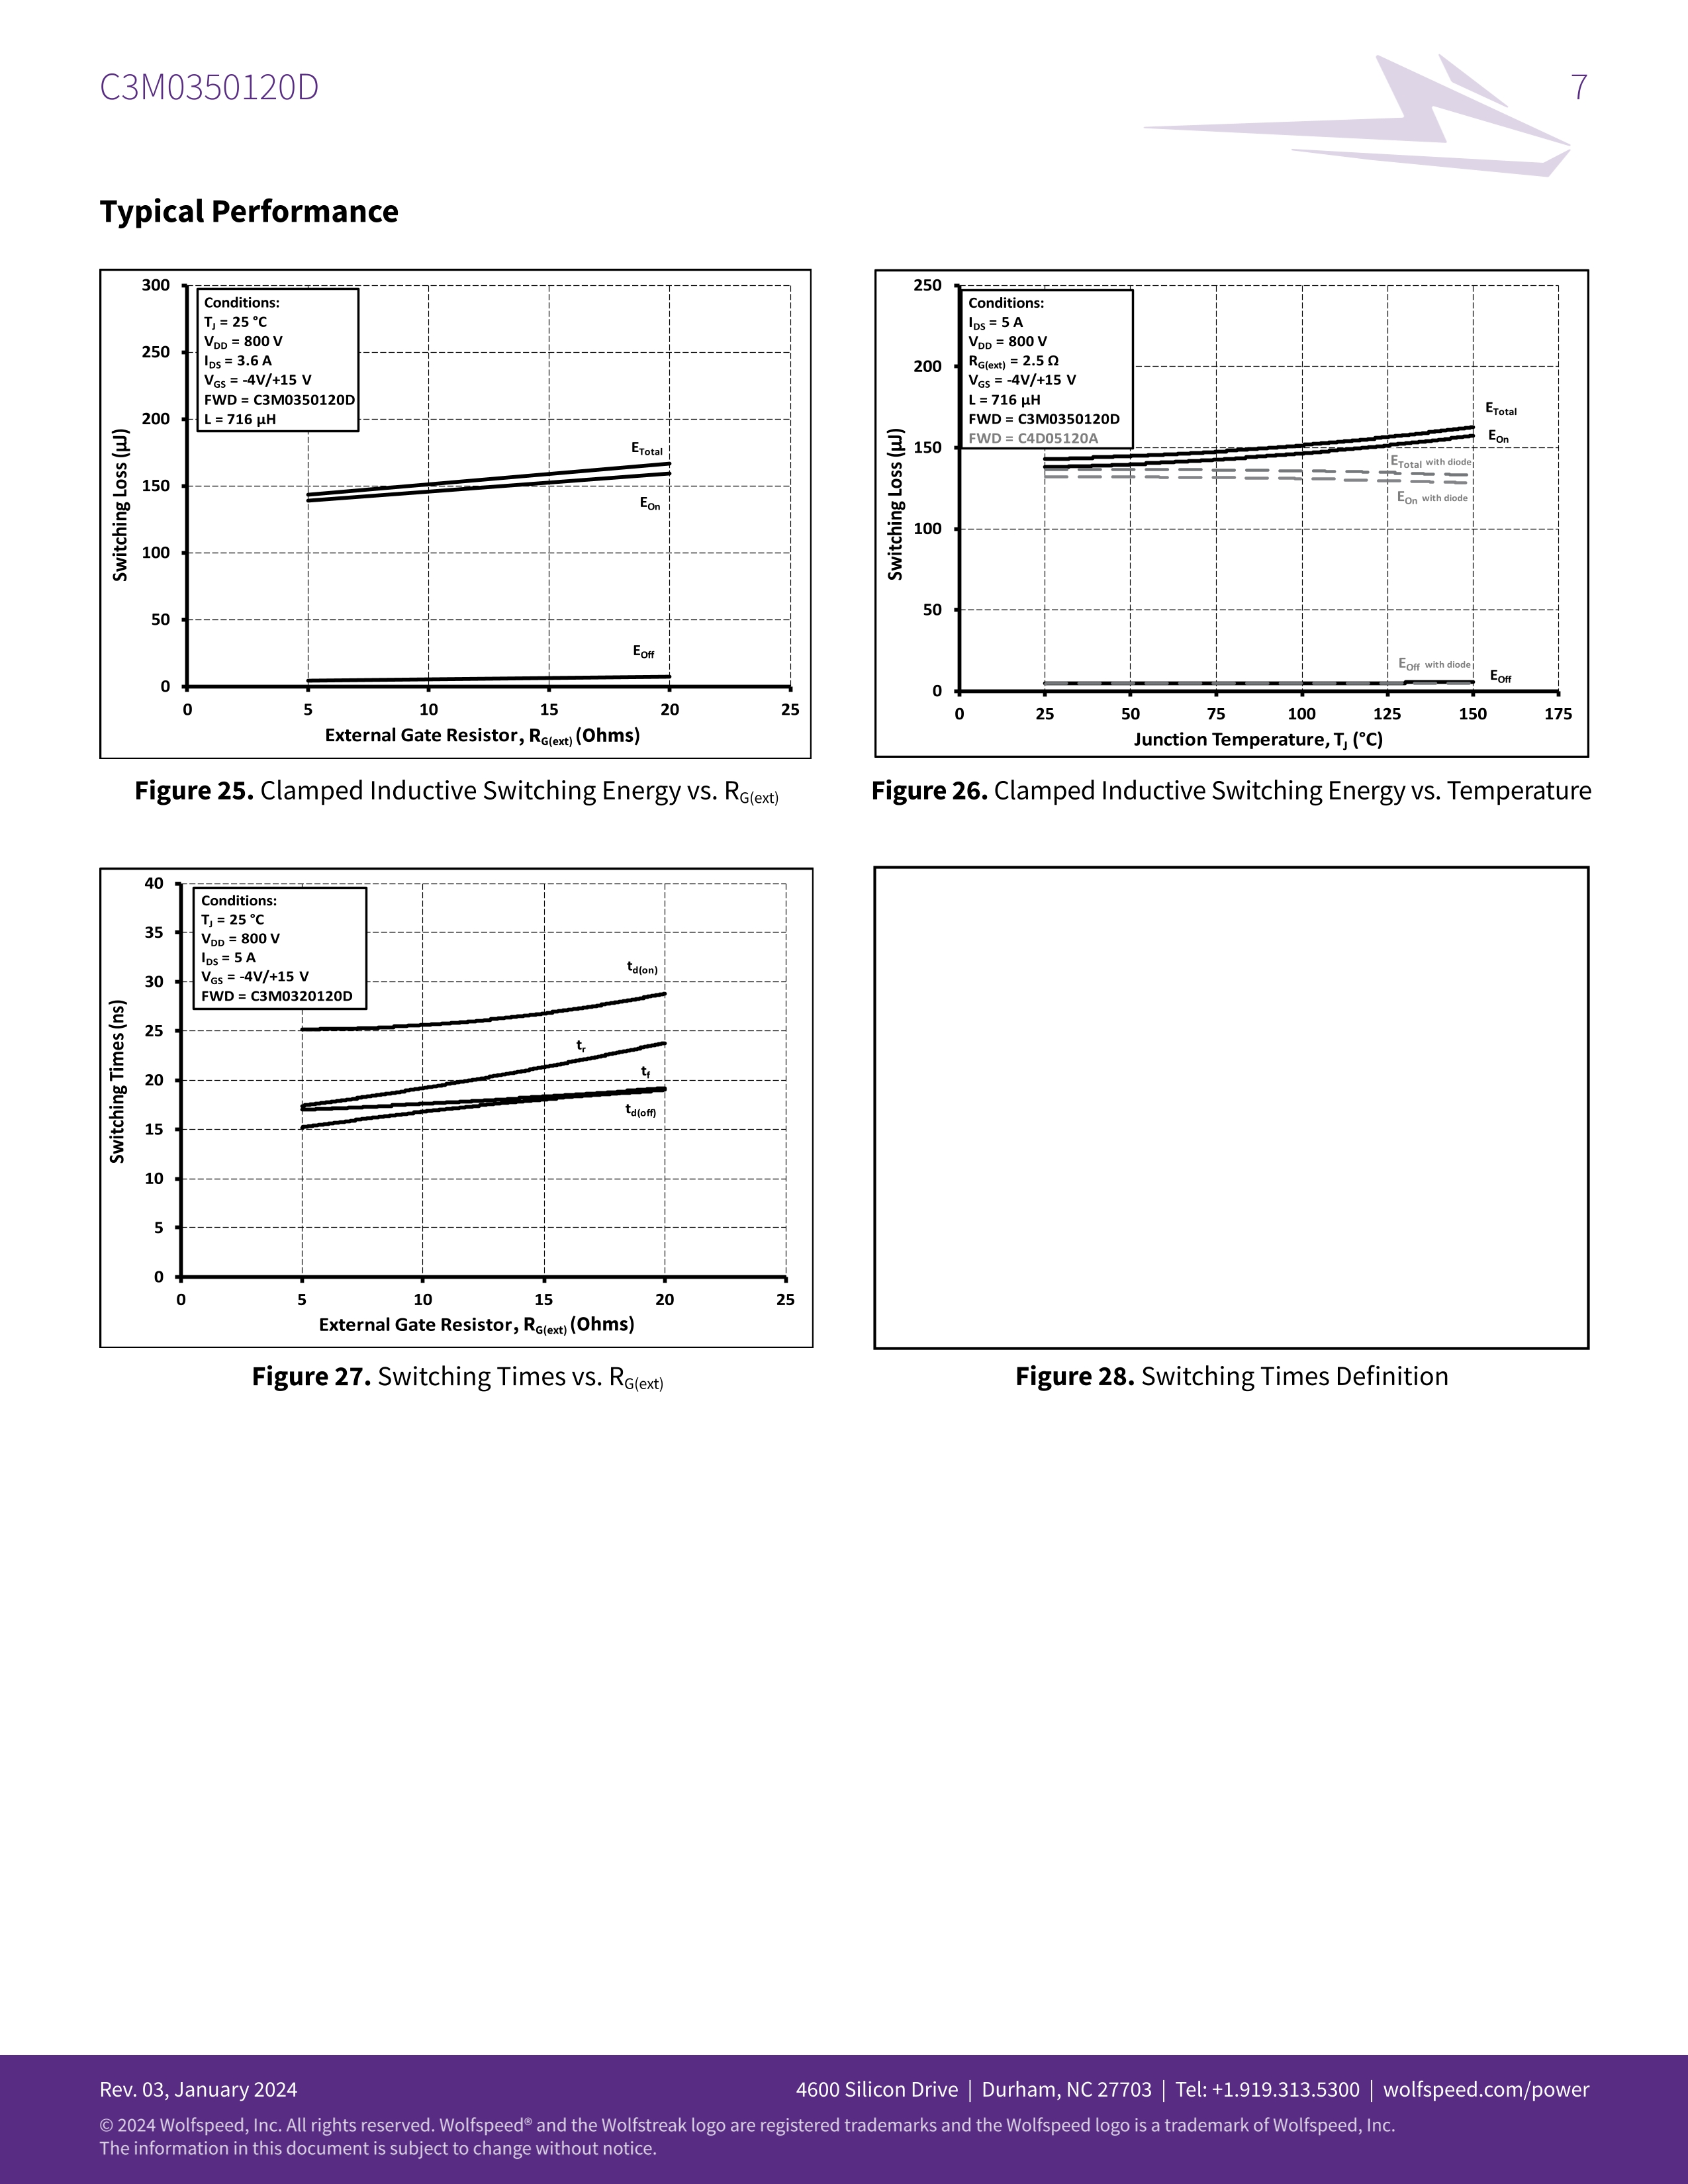 C3M0350120D
7
Typical Performance
300
250
200
150
100
50
0
0 5 10 15 20 25
Switching Loss (µJ)
Conditions:
TJ = 25 °C
VDD = 800 V
IDS = 3.6 A
VGS = -4V/+15 V
FWD = C3M0350120D
L = 716 µH
ETotal
EOn
EOff
External Gate Resistor, RG(ext) (Ohms)
Figure 25. Clamped Inductive Switching Energy vs. RG(ext)
250
200
150
100
50
0
0 25 50 75 100 125 150 175
Switching Loss (µJ)
Conditions:
IDS = 5 A
VDD = 800 V
RG(ext) = 2.5 Ω
VGS = -4V/+15 V
L = 716 µH
FWD = C3M0350120D
FWD = C4D05120A
ETotal
EOn
ETotal with diode
EOn with diode
EOff with diode
EOff
Junction Temperature, TJ (°C)
Figure 26. Clamped Inductive Switching Energy vs. Temperature
40
35
30
25
20
15
10
5
0
0 5 10 15 20 25
Switching Times (ns)
Conditions:
TJ = 25 °C
VDD = 800 V
IDS = 5 A
VGS = -4V/+15 V
FWD = C3M0320120D
td(on)
tr
tf
td(off)
External Gate Resistor, RG(ext) (Ohms)
Figure 27. Switching Times vs. RG(ext)
Figure 28. Switching Times Definition
Rev. 03, January 2024
4600 Silicon Drive | Durham, NC 27703 | Tel: +1.919.313.5300 | wolfspeed.com/power
© 2024 Wolfspeed, Inc. All rights reserved. Wolfspeed® and the Wolfstreak logo are registered trademarks and the Wolfspeed logo is a trademark of Wolfspeed, Inc.
The information in this document is subject to change without notice.